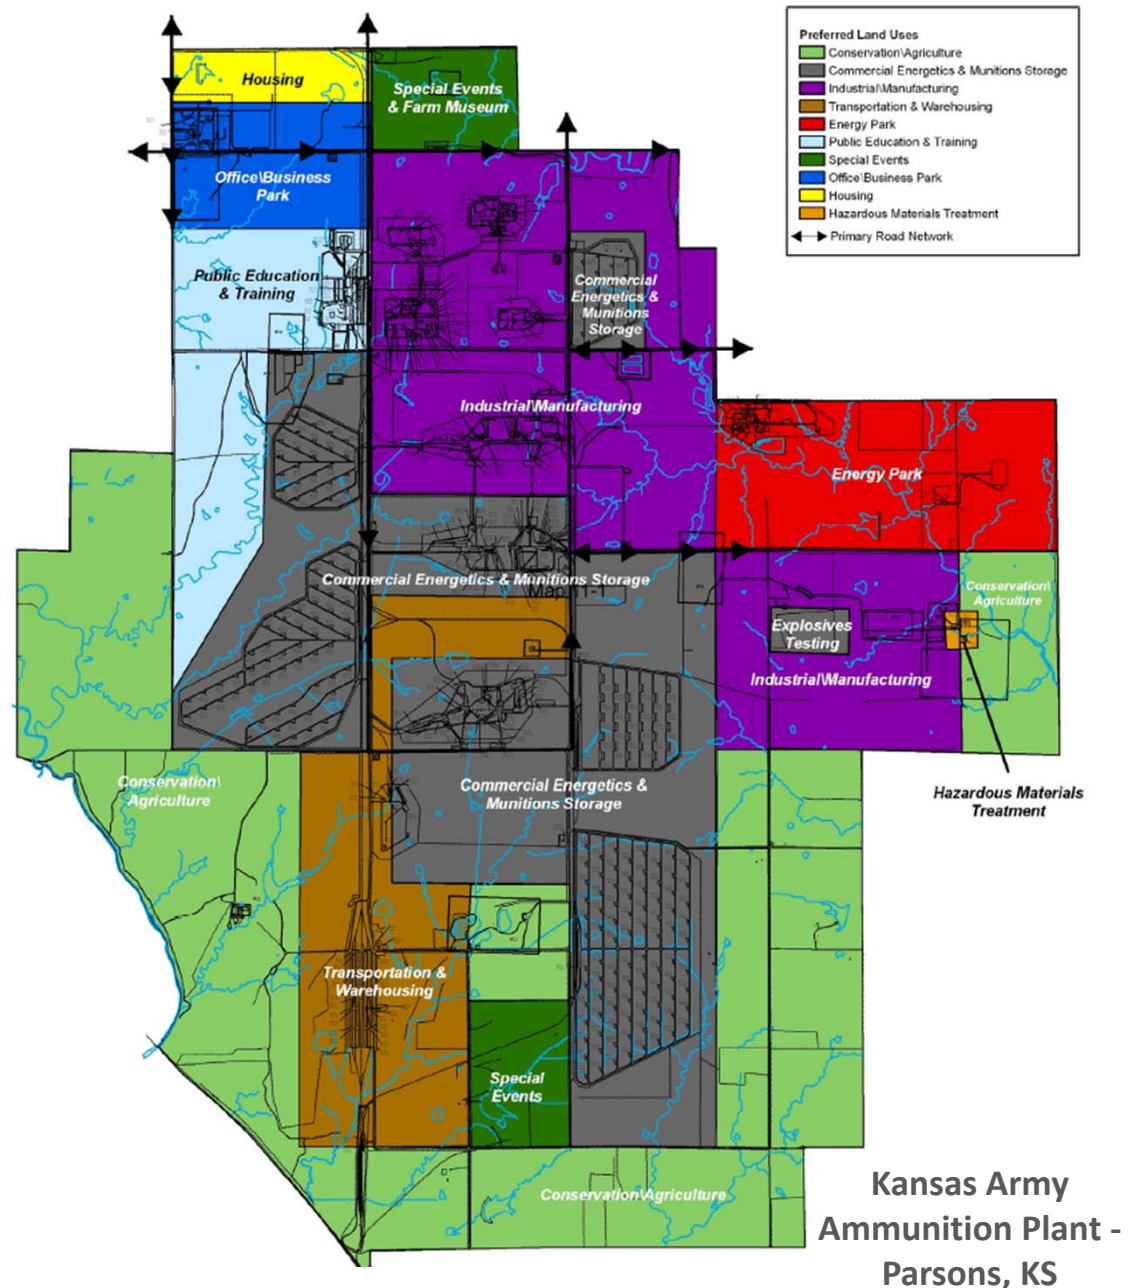 Preferred Land Uses
Conservation\Agriculture
Commercial Energetics & Munitions Storage
Industrial\Manufacturing
Transportation & Warehousing
Energy Park
Public Education & Training
Special Events
Office\Business Park
Housing
Hazardous Materials Treatment
Primary Road Network
Housing
Special Events
& Farm Museum
Office\Business
Park
Public Education
& Training
Commercial
Energetics &
Munitions
Storage
Industrial\Manufacturing
Energy Park
Commercial Energetics & Munitions Storage
Map 11-1
Conservation\
Agriculture
Explosives
Testing
Industrial\Manufacturing
Conservation\
Agriculture
Commercial Energetics &
Munitions Storage
Hazardous Materials
Treatment
Transportation &
Warehousing
Special
Events
Conservation\Agriculture
Kansas Army
Ammunition Plant -
Parsons, KS